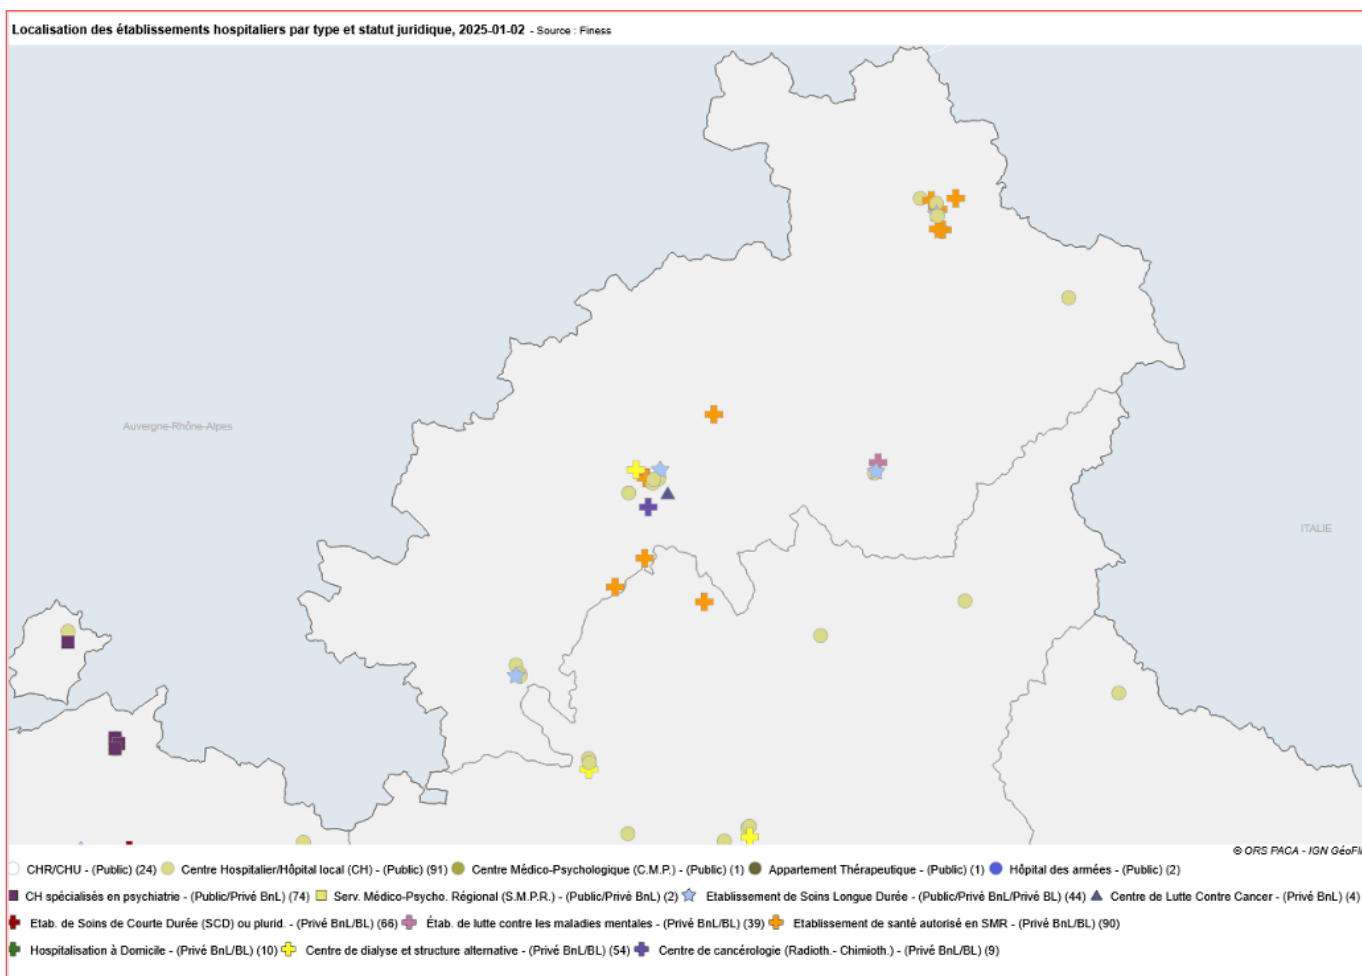 Localisation des établissements hospitaliers par type et statut juridique, 2025-01-02 - Source : Finess
Auvergne-Rhône-Alpes
ITALIE
© ORS PACA - IGN GéoFl
CHR/CHU - (Public) (24) Centre Hospitalier/Hôpital local (CH) - (Public) (91) Centre Médico-Psychologique (C.M.P.) - (Public) (1) Appartement Thérapeutique - (Public) (1) Hôpital des armées - (Public) (2)
CH spécialisés en psychiatrie - (Public/Privé BnL) (74) Serv. Médico-Psycho. Régional (S.M.P.R.) - (Public/Privé BnL) (2) Etablissement de Soins Longue Durée - (Public/Privé BnL/Privé BL) (44) Centre de Lutte Contre Cancer - (Privé BnL) (4)
Etab. de Soins de Courte Durée (SCD) ou plurid. - (Privé BnL/BL) (66) Étab. de lutte contre les maladies mentales - (Privé BnL/BL) (39) Etablissement de santé autorisé en SMR - (Privé BnL/BL) (90)
Hospitalisation à Domicile - (Privé BnL/BL) (10) Centre de dialyse et structure alternative - (Privé BnL/BL) (54) Centre de cancérologie (Radioth.- Chimioth.) - (Privé BnL/BL) (9)